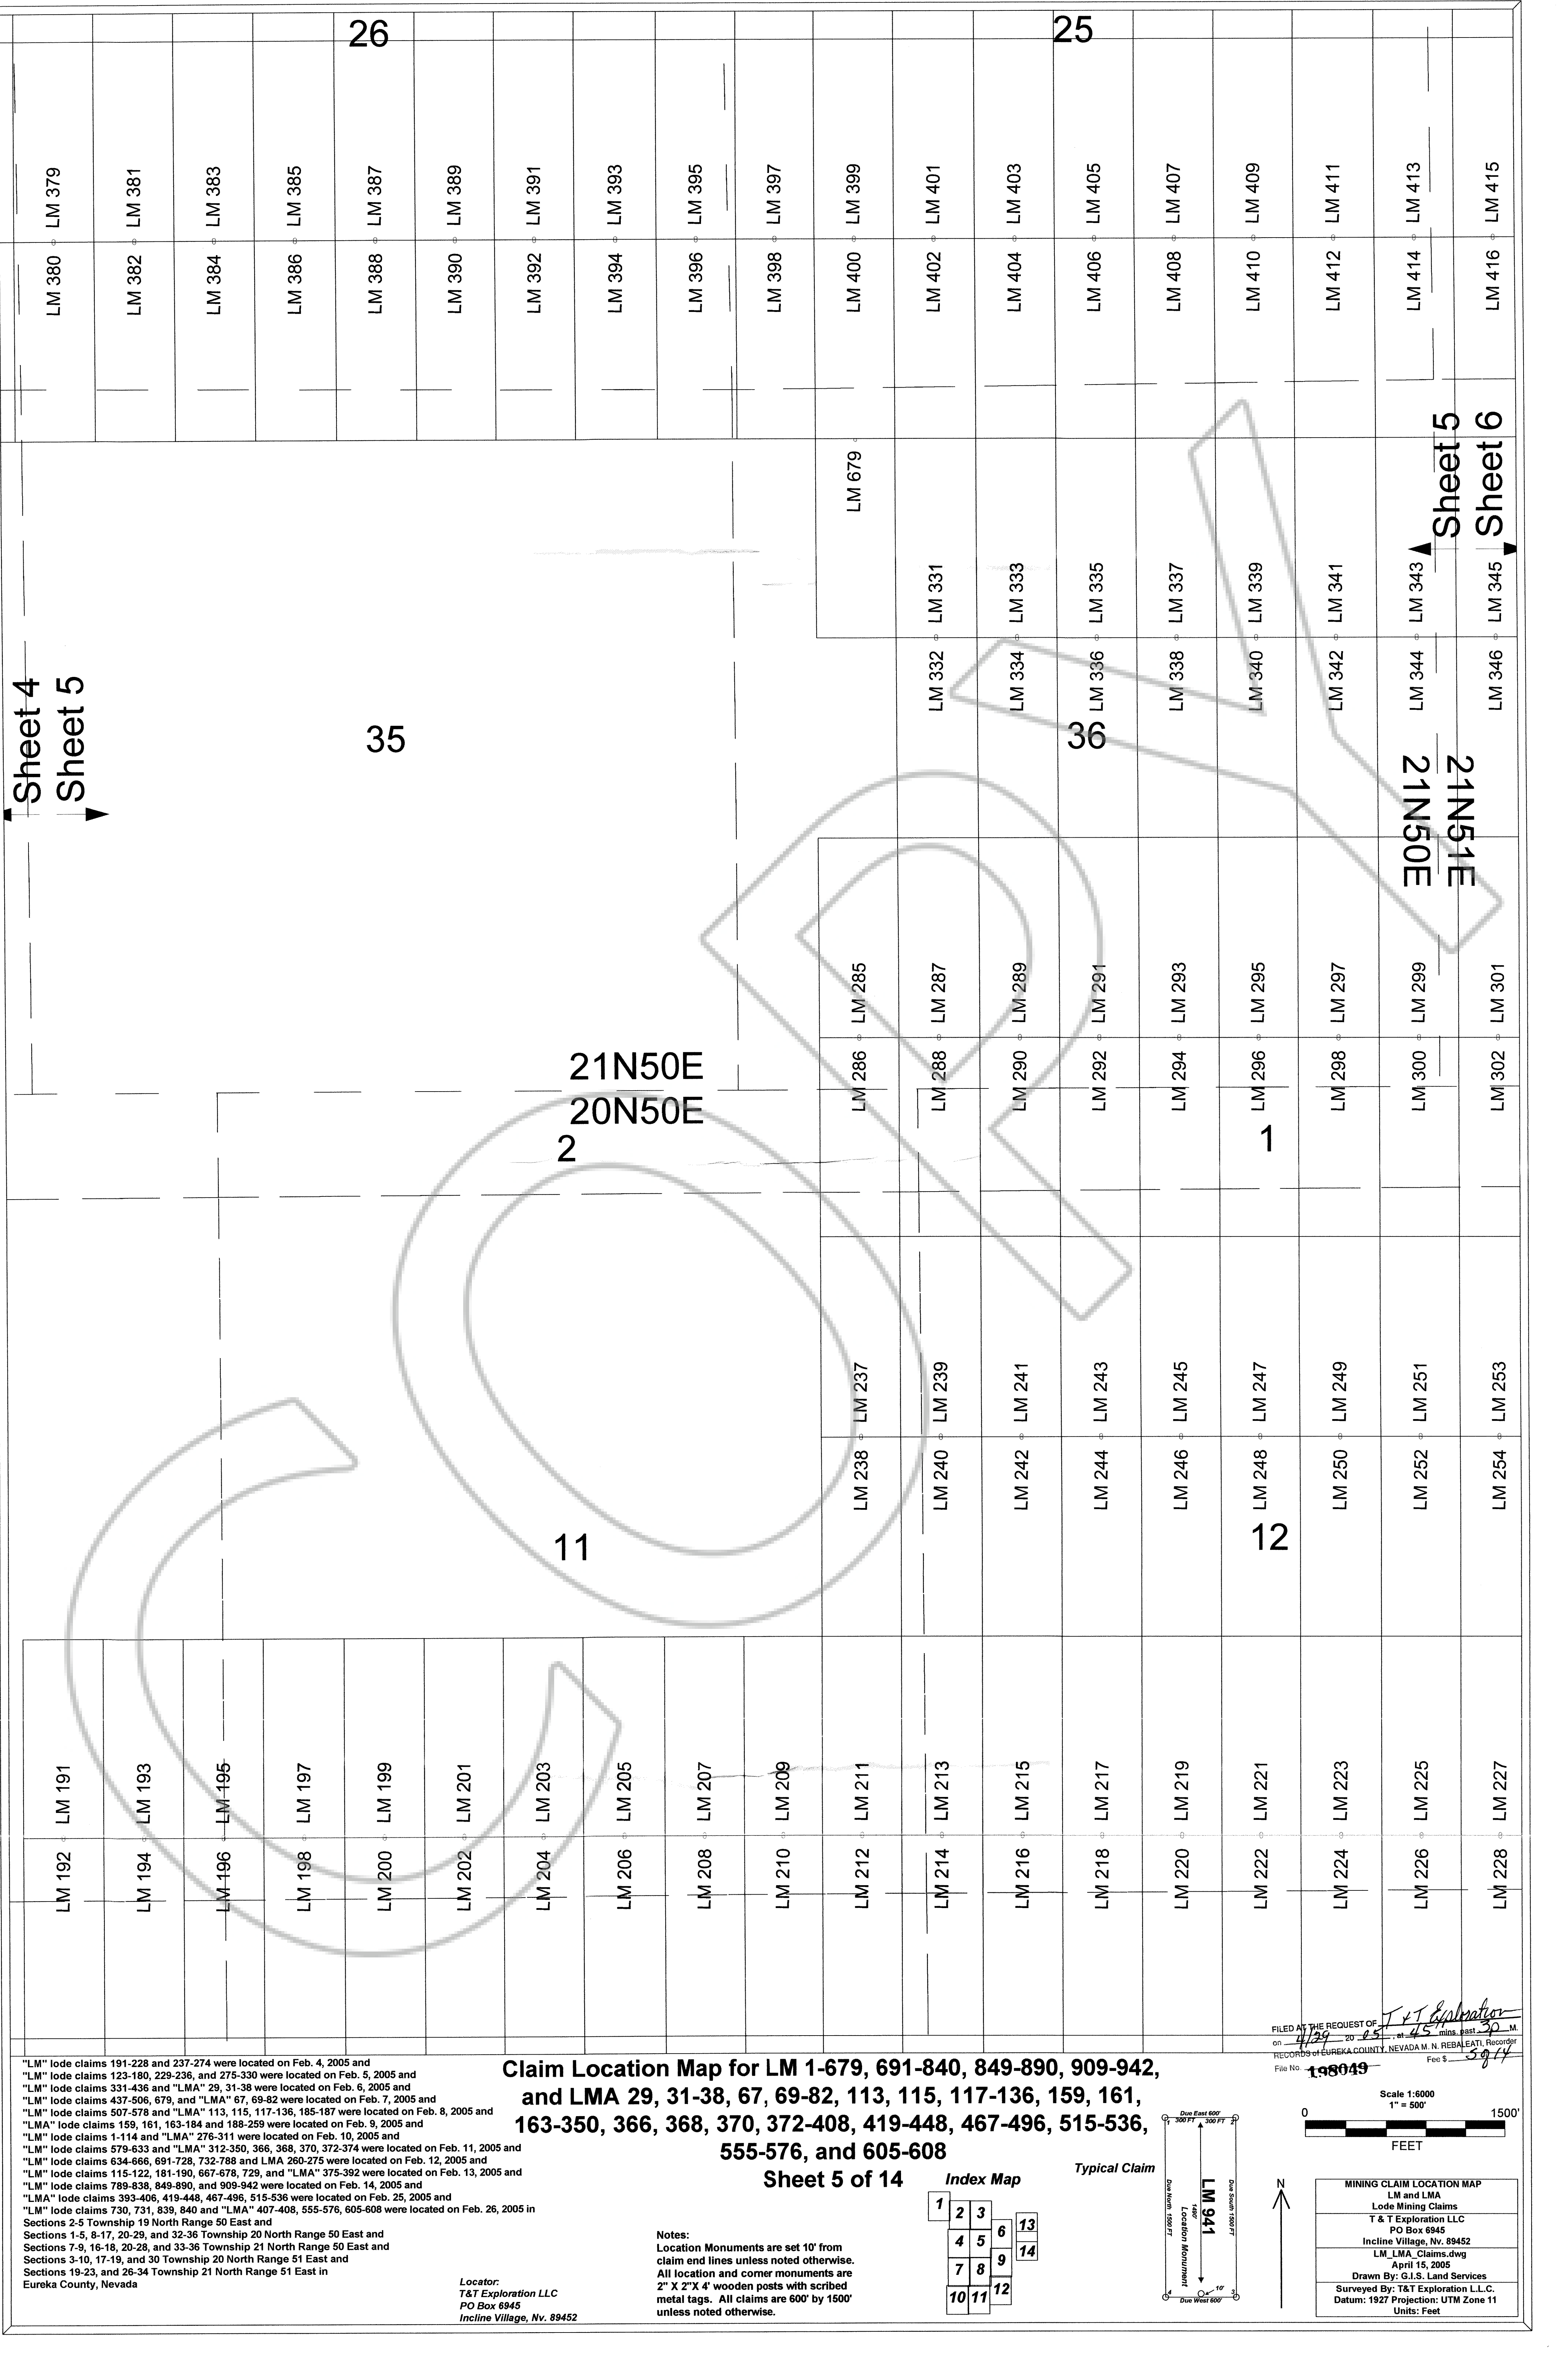 26
25
LM 379
LM 381
LM 383
LM 385
LM 387
LM 389
LM 391
LM 393
LM 395
LM 397
LM 399
LM 401
LM 403
LM 405
LM 407
LM 409
LM 411
LM 413
LM 415
LM 380
LM 382
LM 384
LM 386
LM 388
LM 390
LM 392
LM 394
LM 396
LM 398
LM 400
LM 402
LM 404
LM 406
LM 408
LM 410
LM 412
LM 414
LM 416
LM 679
Sheet 5
Sheet 6
LM 331
LM 333
LM 335
LM 337
LM 339
LM 341
LM 343
LM 345
LM 332
LM 334
LM 336
LM 338
LM 340
LM 342
LM 344
LM 346
Sheet 4
Sheet 5
35
36
21N51E
21N50E
COPY
LM 285
LM 287
LM 289
LM 291
LM 293
LM 295
LM 297
LM 299
LM 301
LM 286
LM 288
LM 290
LM 292
LM 294
LM 296
LM 298
LM 300
LM 302
21N50E
20N50E
2
1
LM 237
LM 239
LM 241
LM 243
LM 245
LM 247
LM 249
LM 251
LM 253
LM 238
LM 240
LM 242
LM 244
LM 246
LM 248
LM 250
LM 252
LM 254
11
12
LM 191
LM 193
LM 195
LM 197
LM 199
LM 201
LM 203
LM 205
LM 207
LM 209
LM 211
LM 213
LM 215
LM 217
LM 219
LM 221
LM 223
LM 225
LM 227
LM 192
LM 194
LM 196
LM 198
LM 200
LM 202
LM 204
LM 206
LM 208
LM 210
LM 212
LM 214
LM 216
LM 218
LM 220
LM 222
LM 224
LM 226
LM 228
FILED AT THE REQUEST OF T & T Exploration
on 4/29 20 05, at 45 mins. past 3 P M.
RECORDS of EUREKA COUNTY, NEVADA M. N. REBALEATI, Recorder
File No. 198049 Fee $
"LM" lode claims 191-228 and 237-274 were located on Feb. 4, 2005 and
"LM" lode claims 123-180, 229-236, and 275-330 were located on Feb. 5, 2005 and
"LM" lode claims 331-436 and "LMA" 29, 31-38 were located on Feb. 6, 2005 and
"LM" lode claims 437-506, 679, and "LMA" 67, 69-82 were located on Feb. 7, 2005 and
"LM" lode claims 507-578 and "LMA" 113, 115, 117-136, 185-187 were located on Feb. 8, 2005 and
"LMA" lode claims 159, 161, 163-184 and 188-259 were located on Feb. 9, 2005 and
"LM" lode claims 1-114 and "LMA" 276-311 were located on Feb. 10, 2005 and
"LM" lode claims 579-633 and "LMA" 312-350, 366, 368, 370, 372-374 were located on Feb. 11, 2005 and
"LM" lode claims 634-666, 691-728, 732-788 and LMA 260-275 were located on Feb. 12, 2005 and
"LM" lode claims 115-122, 181-190, 667-678, 729, and "LMA" 375-392 were located on Feb. 13, 2005 and
"LM" lode claims 789-838, 849-890, and 909-942 were located on Feb. 14, 2005 and
"LMA" lode claims 393-406, 419-448, 467-496, 515-536 were located on Feb. 25, 2005 and
"LM" lode claims 730, 731, 839, 840 and "LMA" 407-408, 555-576, 605-608 were located on Feb. 26, 2005 in
Sections 2-5 Township 19 North Range 50 East and
Sections 1-5, 8-17, 20-29, and 32-36 Township 20 North Range 50 East and
Sections 7-9, 16-18, 20-28, and 33-36 Township 21 North Range 50 East and
Sections 3-10, 17-19, and 30 Township 20 North Range 51 East and
Sections 19-23, and 26-34 Township 21 North Range 51 East in
Eureka County, Nevada
Claim Location Map for LM 1-679, 691-840, 849-890, 909-942,
and LMA 29, 31-38, 67, 69-82, 113, 115, 117-136, 159, 161,
163-350, 366, 368, 370, 372-408, 419-448, 467-496, 515-536,
555-576, and 605-608
Sheet 5 of 14
Locator:
T&T Exploration LLC
PO Box 6945
Incline Village, Nv. 89452
Notes:
Location Monuments are set 10' from
claim end lines unless noted otherwise.
All location and corner monuments are
2" X 2"X 4' wooden posts with scribed
metal tags. All claims are 600' by 1500'
unless noted otherwise.
Index Map
1
2
3
4
5
6
7
8
9
10
11
12
13
14
Typical Claim
Due East 600'
300 FT 300 FT
1
2
Due North 1500 FT
Due South 1500 FT
LM 941
1490'
Location Monument
10'
4
3
Due West 600'
N
Scale 1:6000
1" = 500'
0
1500'
FEET
MINING CLAIM LOCATION MAP
LM and LMA
Lode Mining Claims
T & T Exploration LLC
PO Box 6945
Incline Village, Nv. 89452
LM_LMA_Claims.dwg
April 15, 2005
Drawn By: G.I.S. Land Services
Surveyed By: T&T Exploration L.L.C.
Datum: 1927 Projection: UTM Zone 11
Units: Feet